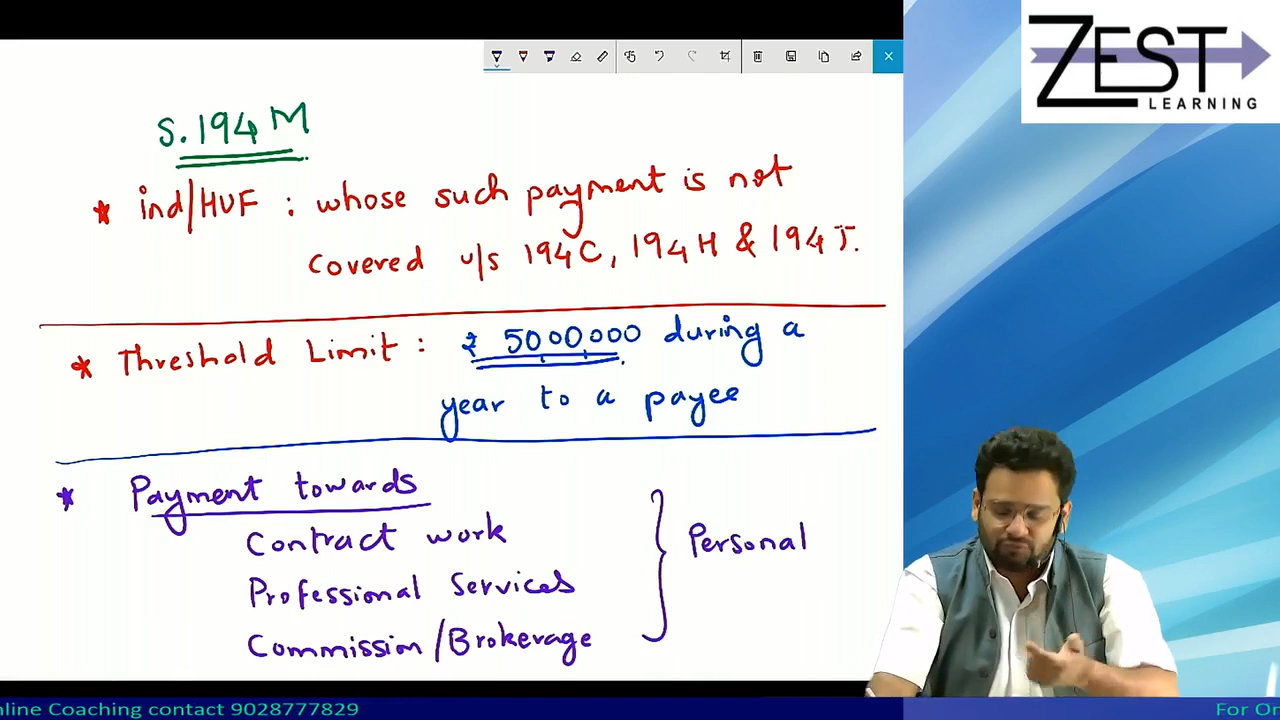 ZEST
LEARNING
S. 194 M
* ind/HUF : whose such payment is not
covered u/s 194C, 194H & 194J.
* Threshold Limit : ₹ 5000000 during a
year to a payee
* Payment towards
Contract work
Professional Services
Commission/Brokerage
} Personal
nline Coaching contact 9028777829
For On